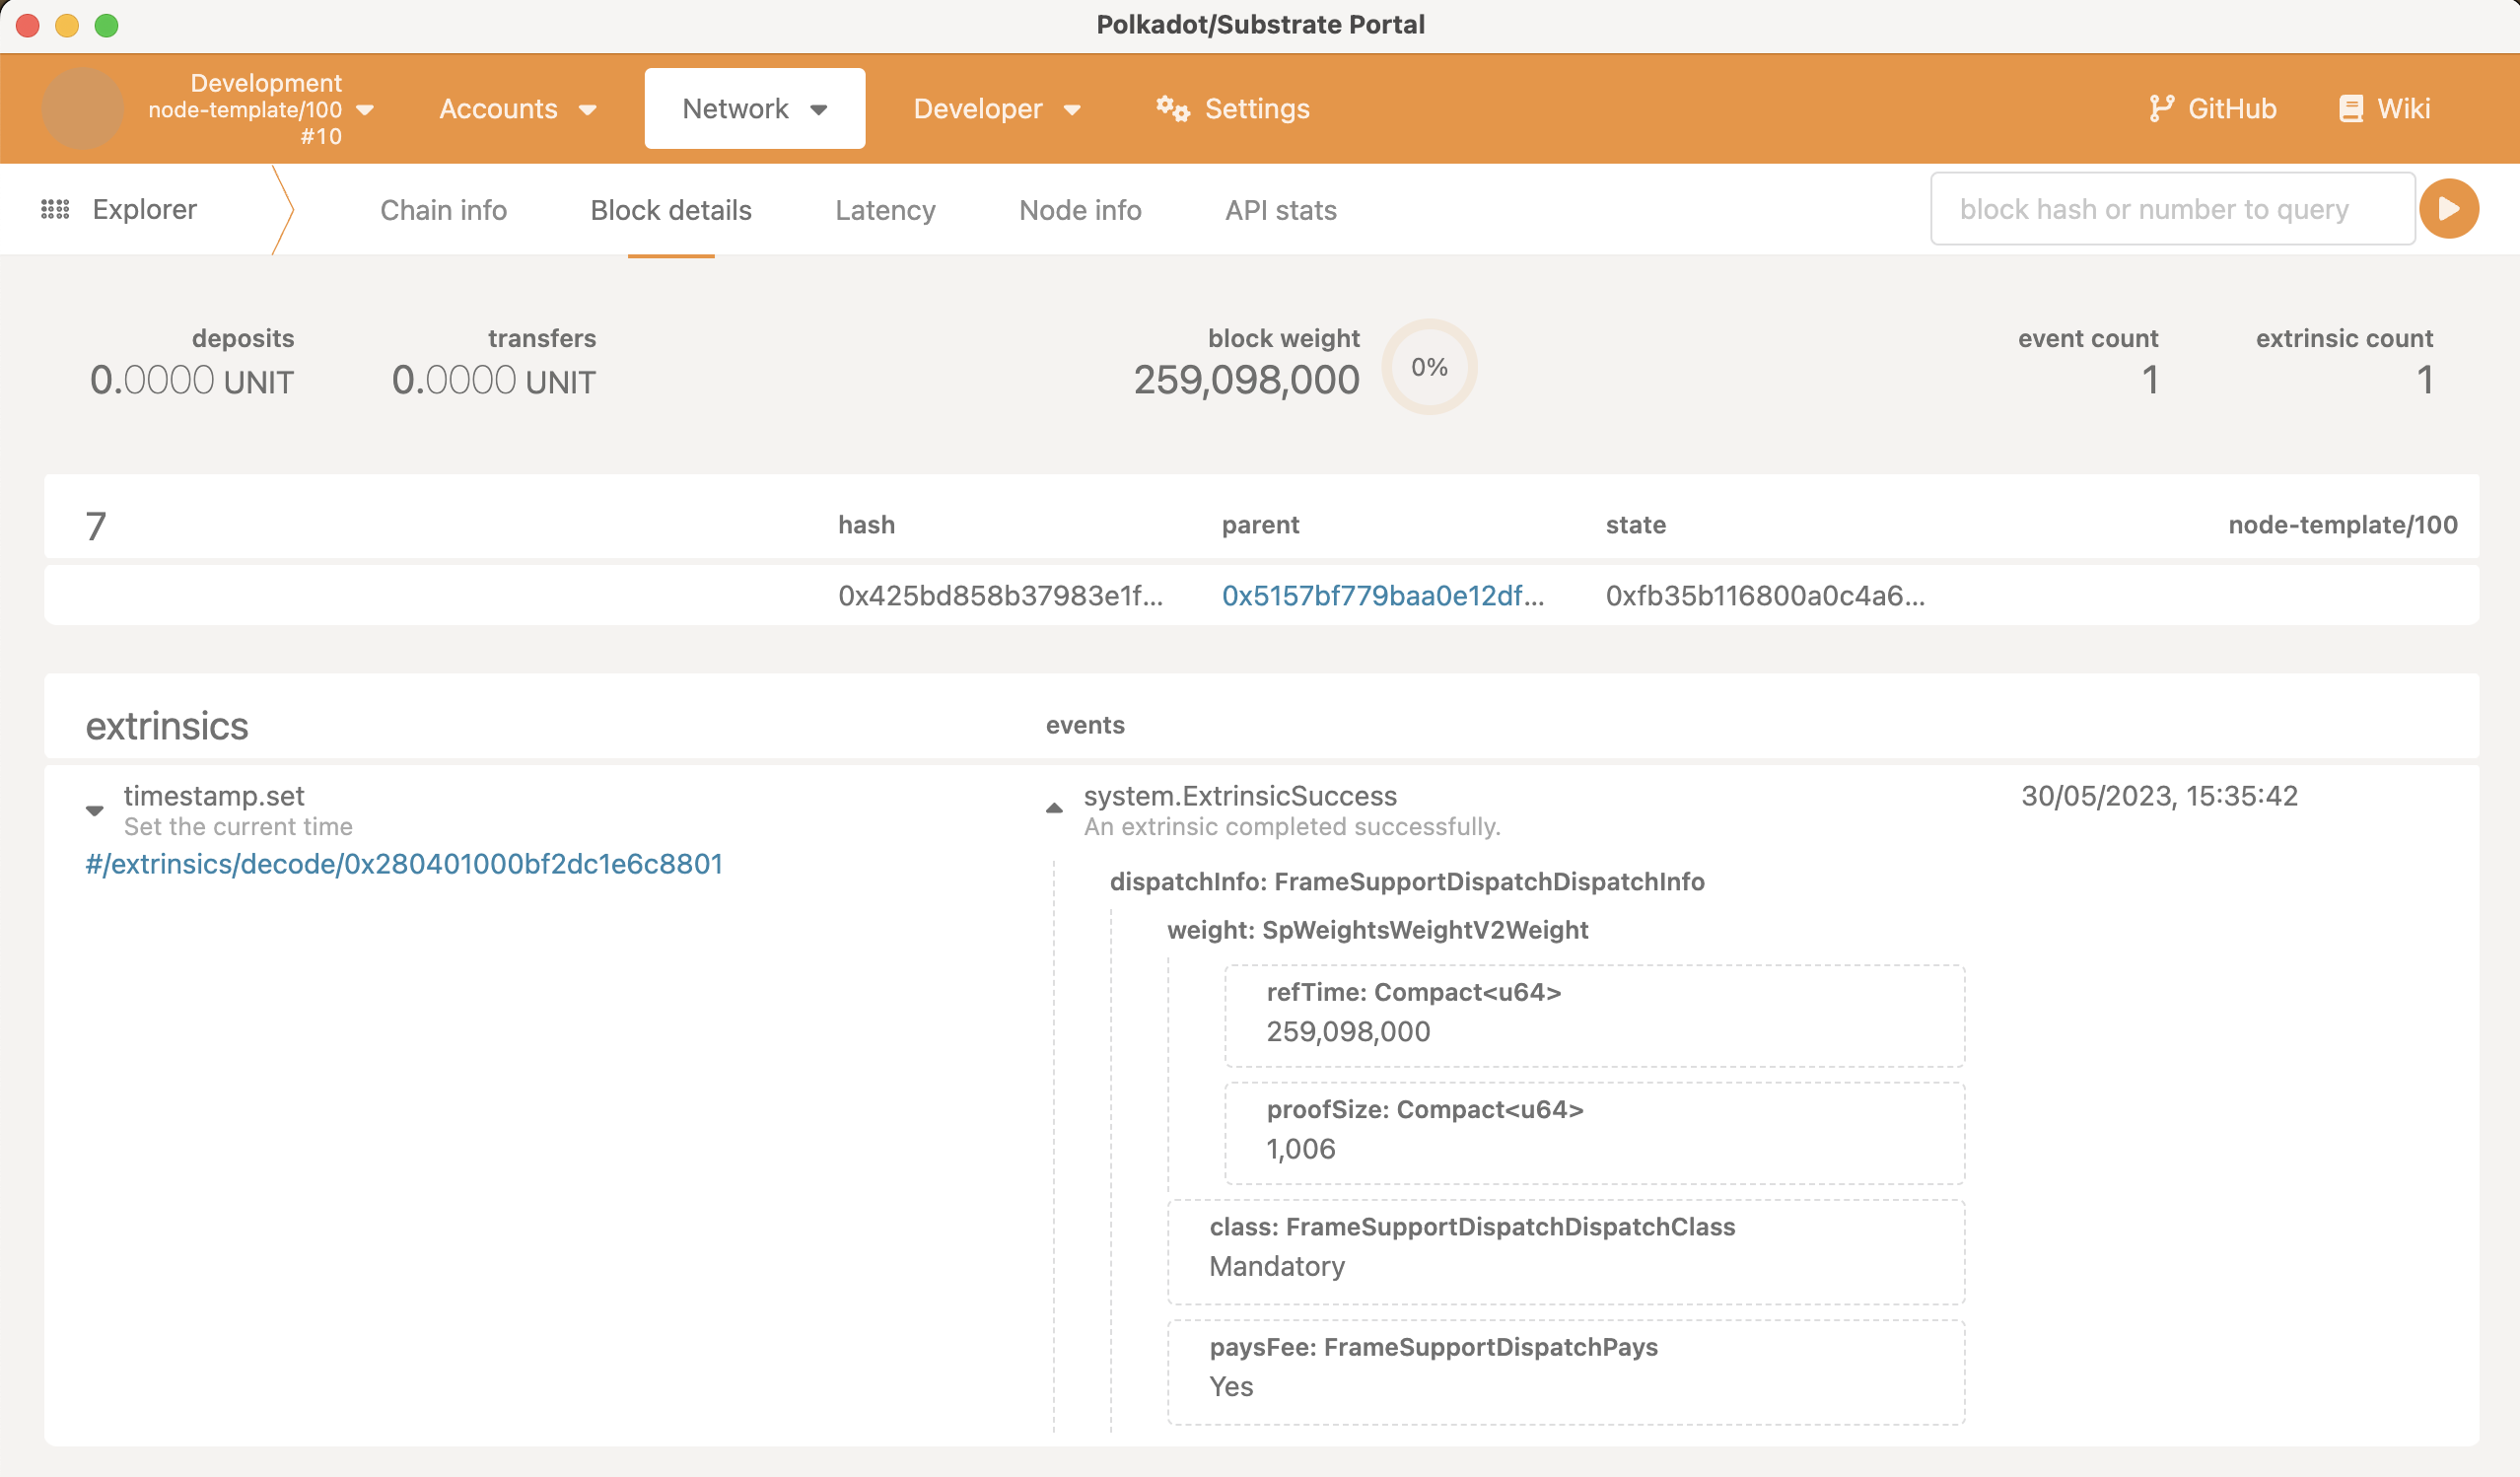 Polkadot/Substrate Portal
Development
node-template/100
#10
Accounts
Network
Developer
Settings
GitHub
Wiki
Explorer
Chain info
Block details
Latency
Node info
API stats
block hash or number to query
deposits
0.0000 UNIT
transfers
0.0000 UNIT
block weight
259,098,000
0%
event count
1
extrinsic count
1
7 hash parent state node-template/100
0x425bd858b37983e1f... 0x5157bf779baa0e12df... 0xfb35b116800a0c4a6...
extrinsics events
timestamp.set
Set the current time
#/extrinsics/decode/0x280401000bf2dc1e6c8801
system.ExtrinsicSuccess
An extrinsic completed successfully.
30/05/2023, 15:35:42
dispatchInfo: FrameSupportDispatchDispatchInfo
weight: SpWeightsWeightV2Weight
refTime: Compact<u64>
259,098,000
proofSize: Compact<u64>
1,006
class: FrameSupportDispatchDispatchClass
Mandatory
paysFee: FrameSupportDispatchPays
Yes